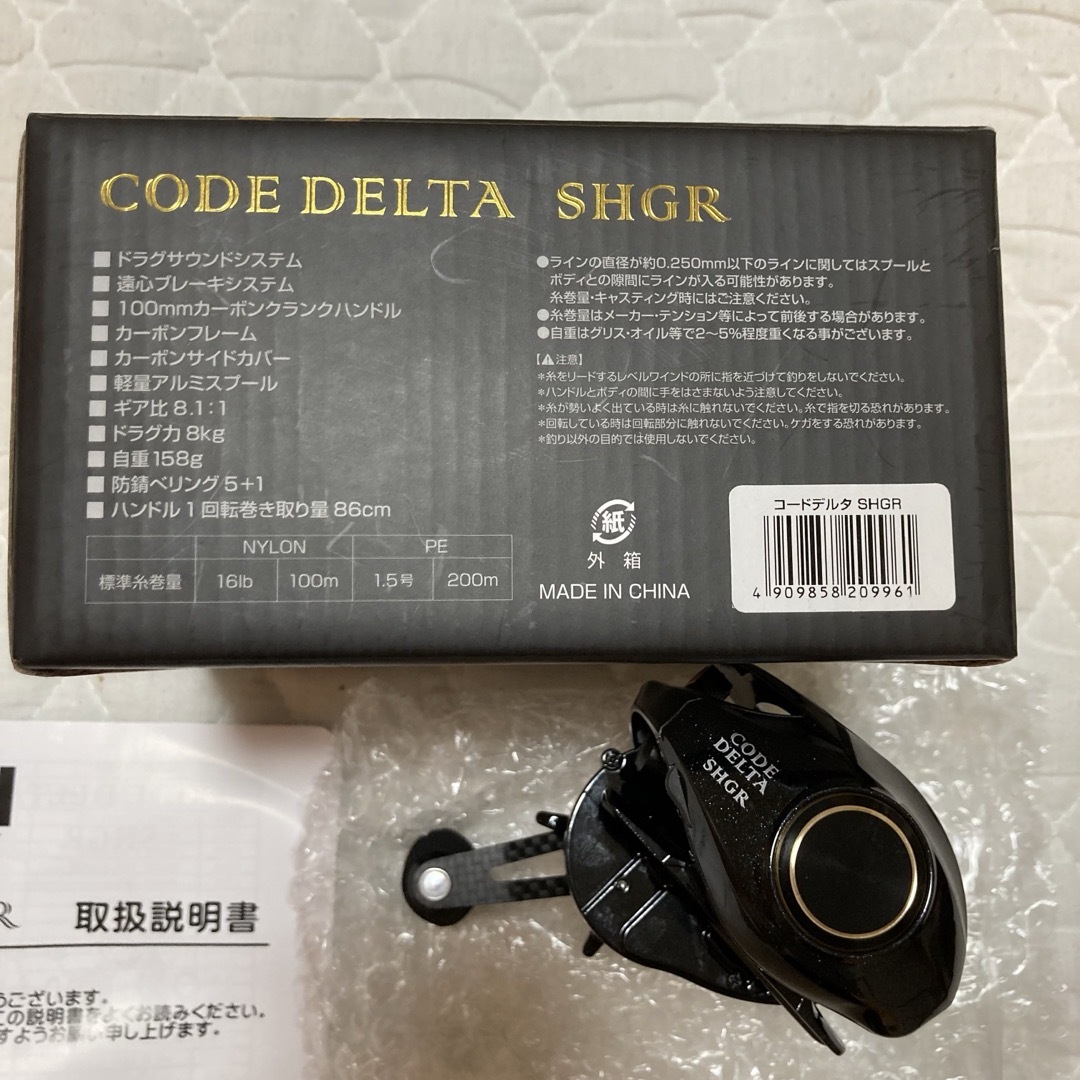 CODE DELTA SHGR
■ドラグサウンドシステム
■遠心ブレーキシステム
■100mmカーボンクランクハンドル
■カーボンフレーム
■カーボンサイドカバー
■軽量アルミスプール
■ギア比 8.1:1
■ドラグ力 8kg
■自重158g
■防錆ベリング 5+1
■ハンドル1回転巻き取り量 86cm
NYLON PE
標準糸巻量 16lb 100m 1.5号 200m
●ラインの直径が約0.250mm以下のラインに関してはスプールと
ボディとの隙間にラインが入る可能性があります。
糸巻量・キャスティング時にはご注意ください。
●糸巻量はメーカー・テンション等によって前後する場合があります。
●自重はグリス・オイル等で2〜5%程度重くなる事がございます。
【⚠注意】
*糸をリードするレベルワインドの所に指を近づけて釣りをしないでください。
*ハンドルとボディの間に手をはさまないよう注意してください。
*糸が勢いよく出ている時は糸に触れないでください。糸で指を切る恐れがあります。
*回転している時は回転部分に触れないでください。ケガをする恐れがあります。
*釣り以外の目的では使用しないでください。
紙
外箱
MADE IN CHINA
コードデルタ SHGR
4 909858 209961
CODE
DELTA
SHGR
R 取扱説明書
うございます。
この説明書をよくお読みください。
すようお願い申し上げます。